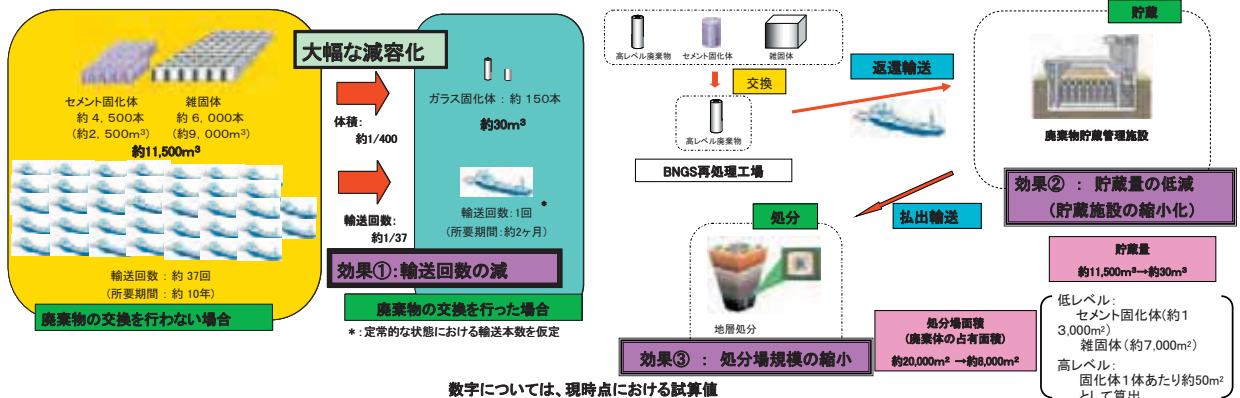 大幅な減容化
セメント固化体
約4,500本
(約2,500m³)
雑固体
約6,000本
(約9,000m³)
約11,500m³
輸送回数:約37回
(所要期間:約10年)
廃棄物の交換を行わない場合
体積:
約1/400
輸送回数:
約1/37
ガラス固化体:約150本
約30m³
輸送回数:1回 *
(所要期間:約2ヶ月)
効果①:輸送回数の減
廃棄物の交換を行った場合
*:定常的な状態における輸送本数を仮定
高レベル廃棄物
セメント固化体
雑固体
交換
高レベル廃棄物
BNGS再処理工場
返還輸送
貯蔵
廃棄物貯蔵管理施設
効果②:貯蔵量の低減
(貯蔵施設の縮小化)
払出輸送
処分
地層処分
効果③:処分場規模の縮小
貯蔵量
約11,500m³→約30m³
処分場面積
(廃棄体の占有面積)
約20,000m²→約8,000m²
低レベル:
セメント固化体(約1
3,000m²)
雑固体(約7,000m²)
高レベル:
固化体1体あたり約50m²
として算出
数字については、現時点における試算値